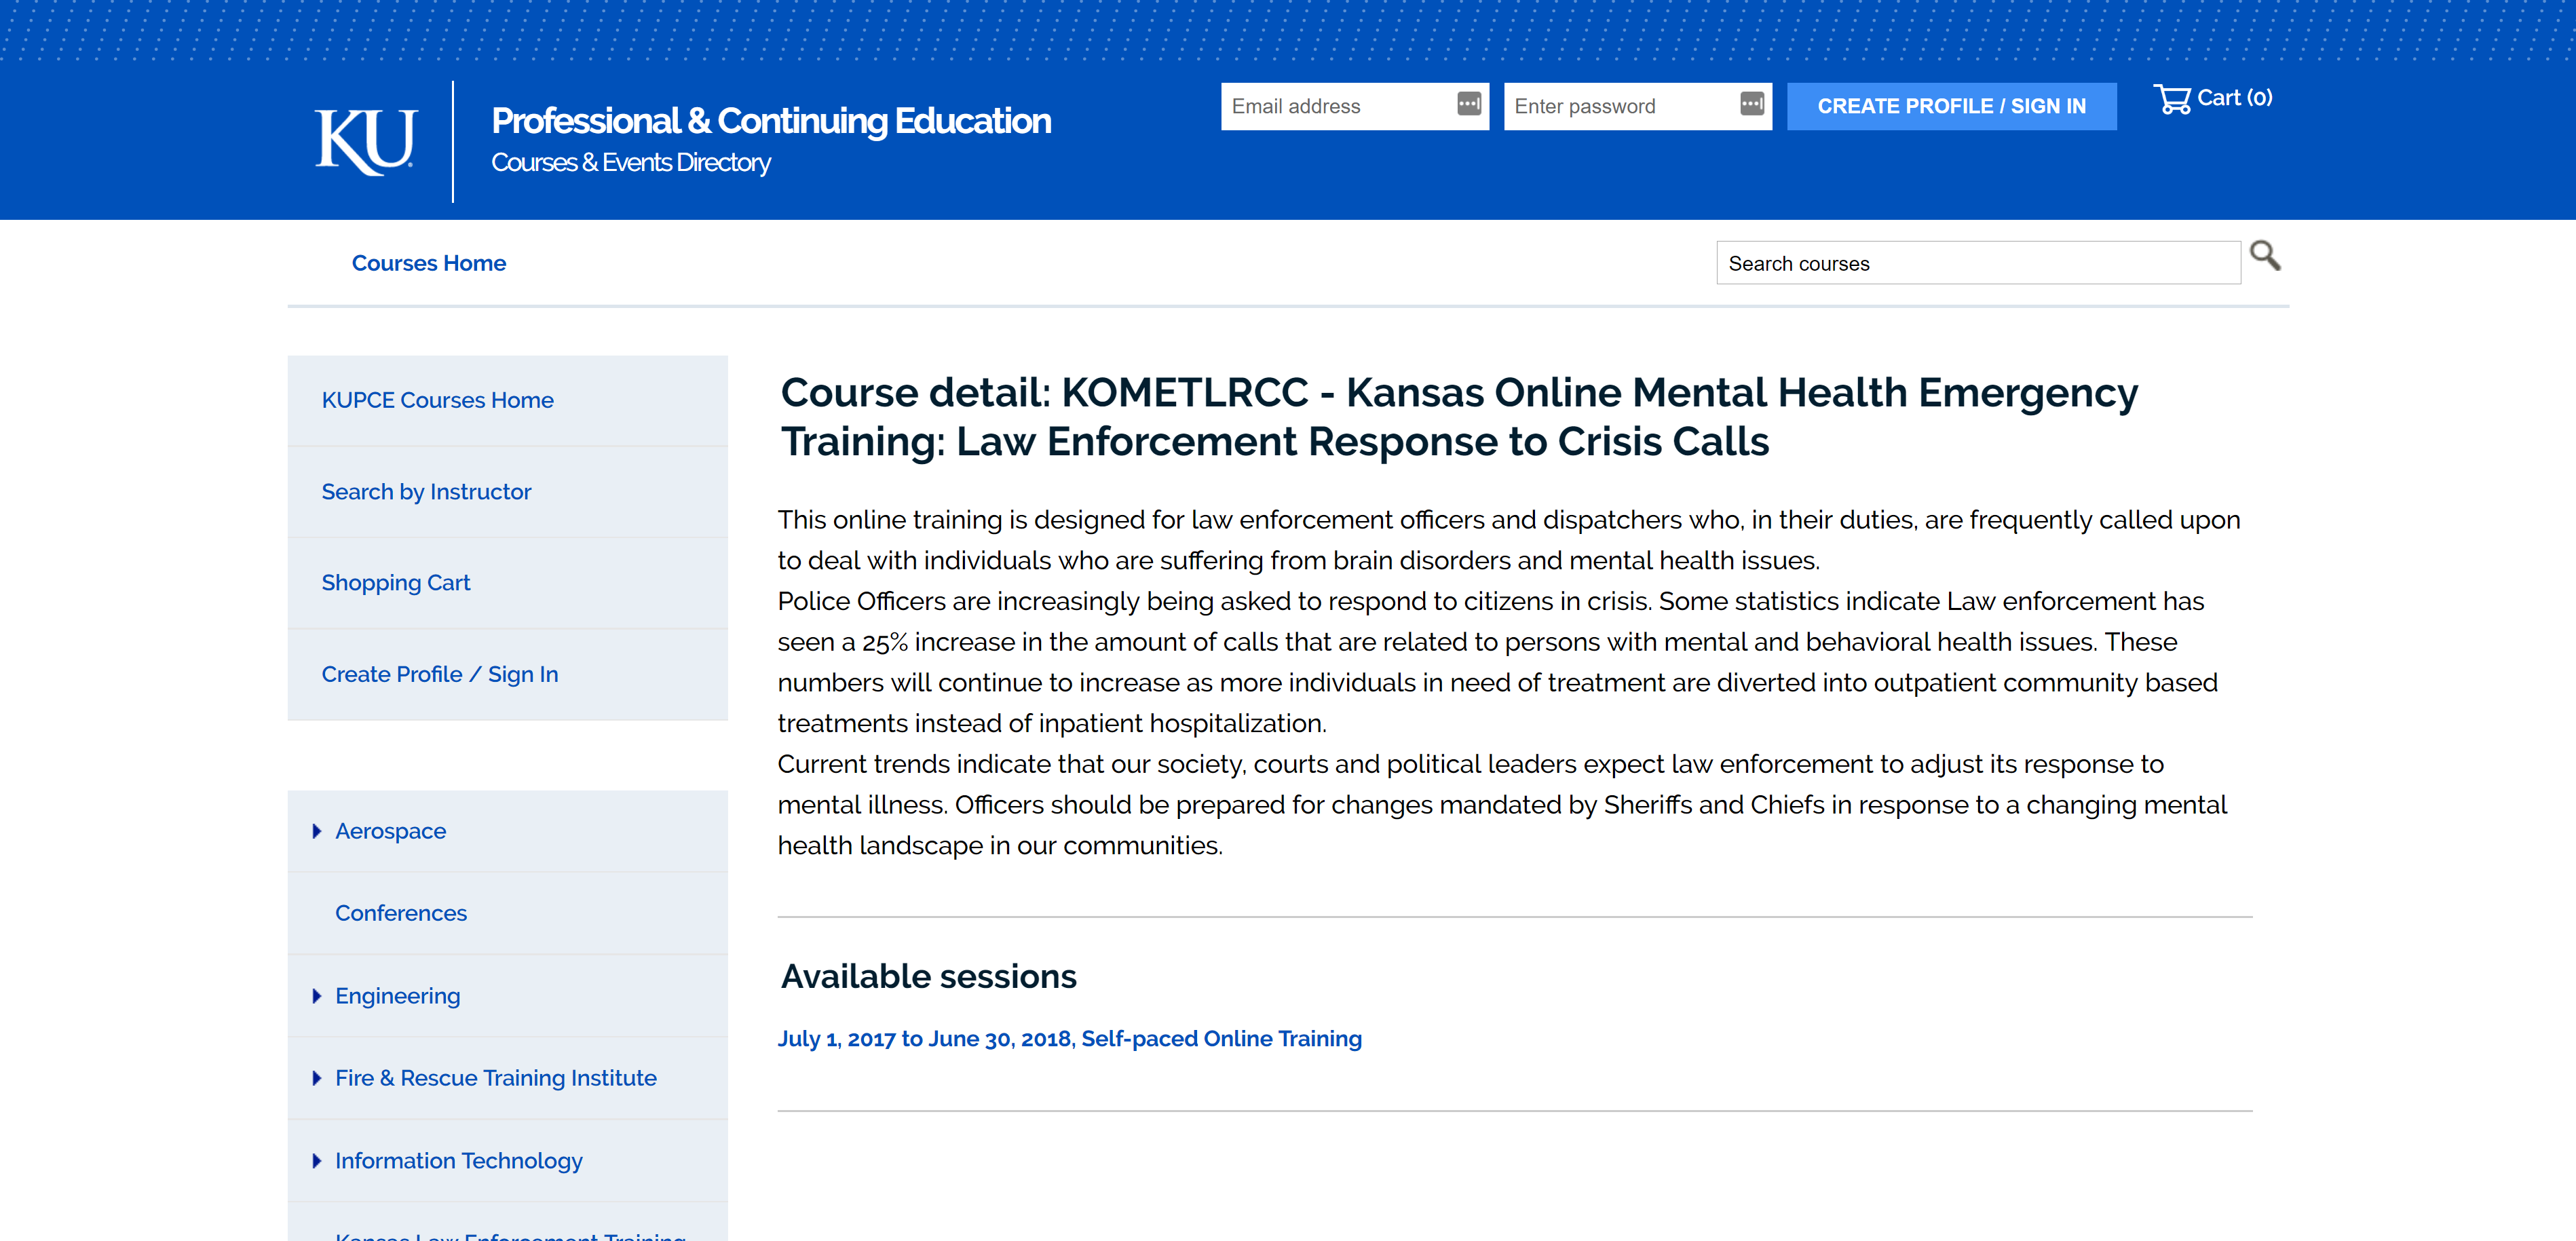 KU
Professional & Continuing Education
Courses & Events Directory
Email address
Enter password
CREATE PROFILE / SIGN IN
Cart (0)
Courses Home
Search courses
KUPCE Courses Home
Search by Instructor
Shopping Cart
Create Profile / Sign In
Aerospace
Conferences
Engineering
Fire & Rescue Training Institute
Information Technology
Kansas Law Enforcement Training
Course detail: KOMETLRCC - Kansas Online Mental Health Emergency
Training: Law Enforcement Response to Crisis Calls
This online training is designed for law enforcement officers and dispatchers who, in their duties, are frequently called upon
to deal with individuals who are suffering from brain disorders and mental health issues.
Police Officers are increasingly being asked to respond to citizens in crisis. Some statistics indicate Law enforcement has
seen a 25% increase in the amount of calls that are related to persons with mental and behavioral health issues. These
numbers will continue to increase as more individuals in need of treatment are diverted into outpatient community based
treatments instead of inpatient hospitalization.
Current trends indicate that our society, courts and political leaders expect law enforcement to adjust its response to
mental illness. Officers should be prepared for changes mandated by Sheriffs and Chiefs in response to a changing mental
health landscape in our communities.
Available sessions
July 1, 2017 to June 30, 2018, Self-paced Online Training